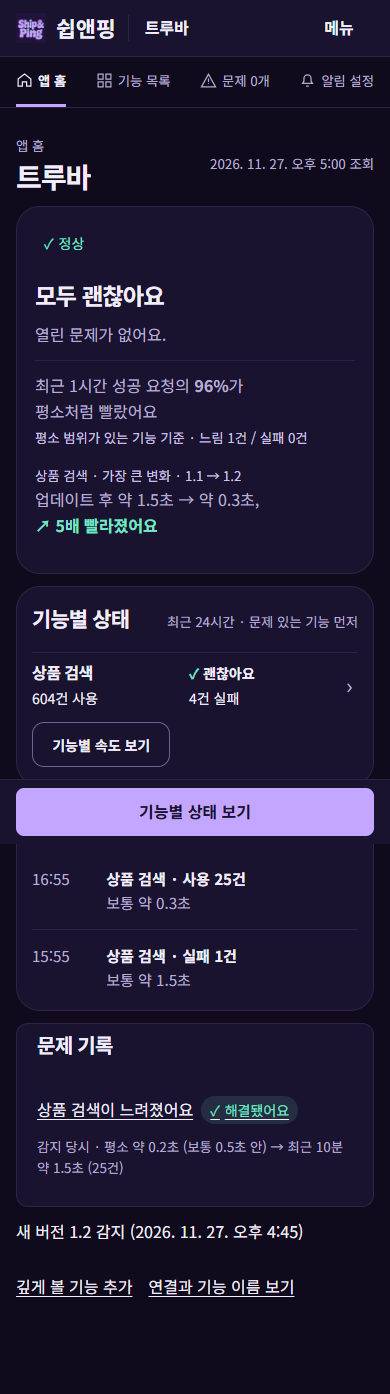 Ship&
Ping
쉽앤핑
트루바
메뉴
앱 홈
기능 목록
문제 0개
알림 설정
앱 홈
트루바
2026. 11. 27. 오후 5:00 조회
✓ 정상
모두 괜찮아요
열린 문제가 없어요.
최근 1시간 성공 요청의 96%가
평소처럼 빨랐어요
평소 범위가 있는 기능 기준 · 느림 1건 / 실패 0건
상품 검색 · 가장 큰 변화 · 1.1 → 1.2
업데이트 후 약 1.5초 → 약 0.3초,
↗ 5배 빨라졌어요
기능별 상태
최근 24시간 · 문제 있는 기능 먼저
상품 검색
604건 사용
✓ 괜찮아요
4건 실패
›
기능별 속도 보기
기능별 상태 보기
16:55
상품 검색 · 사용 25건
보통 약 0.3초
15:55
상품 검색 · 실패 1건
보통 약 1.5초
문제 기록
상품 검색이 느려졌어요
✓ 해결됐어요
감지 당시 · 평소 약 0.2초 (보통 0.5초 안) → 최근 10분
약 1.5초 (25건)
새 버전 1.2 감지 (2026. 11. 27. 오후 4:45)
깊게 볼 기능 추가
연결과 기능 이름 보기